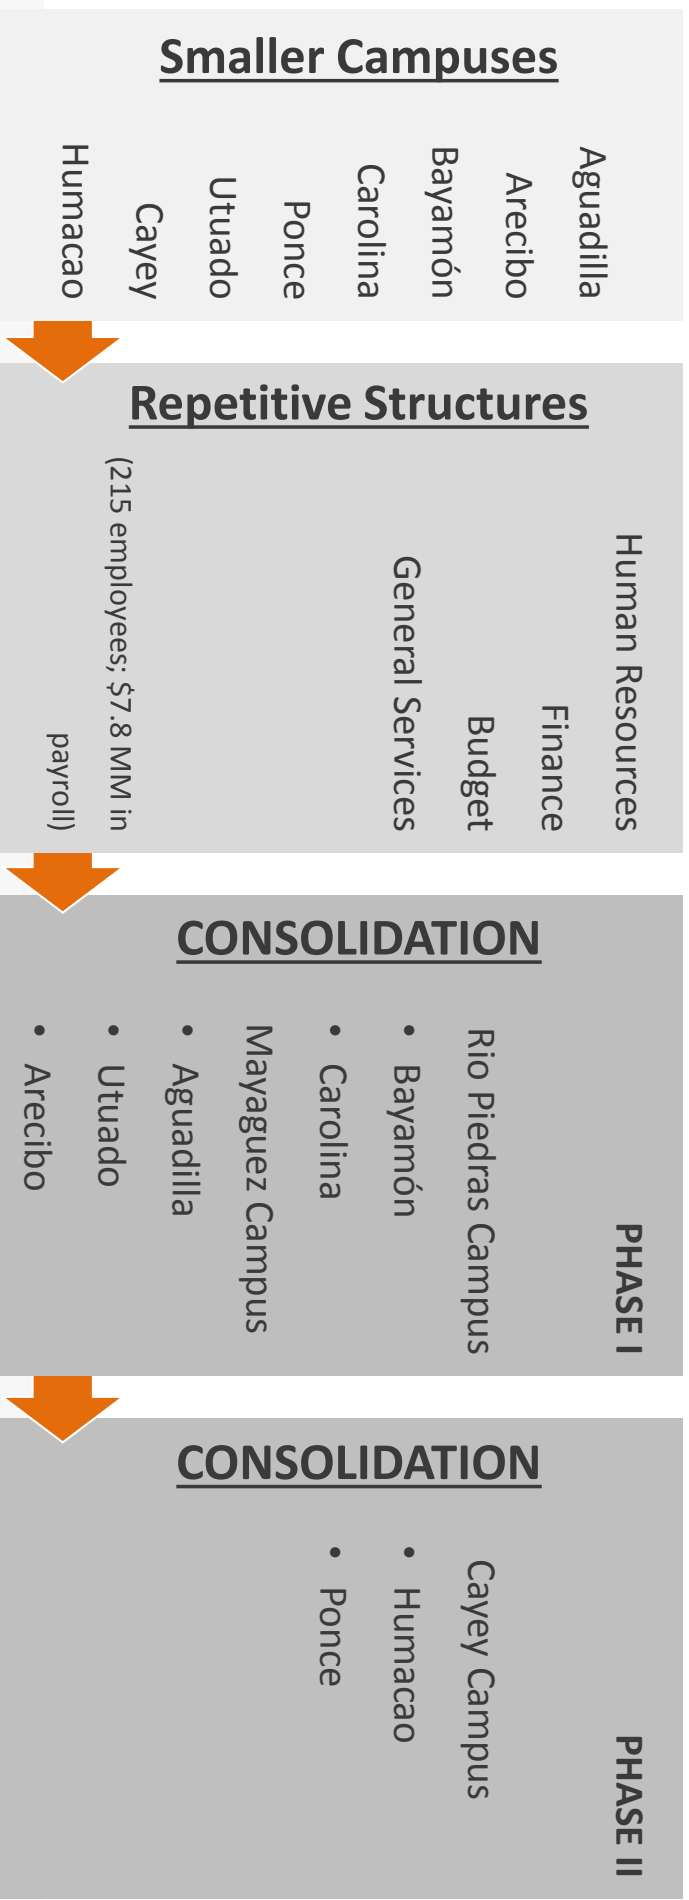 Smaller Campuses
Aguadilla
Arecibo
Bayamón
Carolina
Ponce
Utuado
Cayey
Humacao
Repetitive Structures
Human Resources
Finance
Budget
General Services
(215 employees; $7.8 MM in
payroll)
CONSOLIDATION
PHASE I
Rio Piedras Campus
• Bayamón
• Carolina
Mayaguez Campus
• Aguadilla
• Utuado
• Arecibo
CONSOLIDATION
PHASE II
Cayey Campus
• Humacao
• Ponce